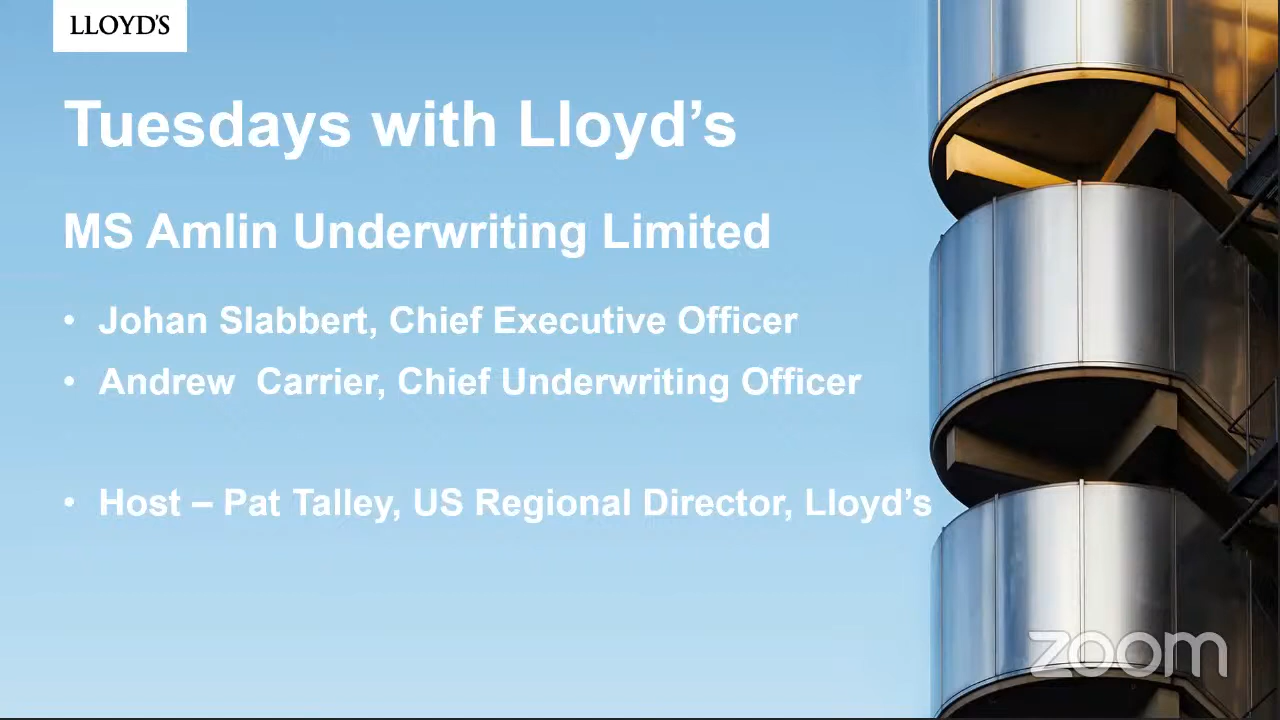 LLOYD'S
Tuesdays with Lloyd’s
MS Amlin Underwriting Limited
• Johan Slabbert, Chief Executive Officer
• Andrew  Carrier, Chief Underwriting Officer
• Host – Pat Talley, US Regional Director, Lloyd’s
zoom